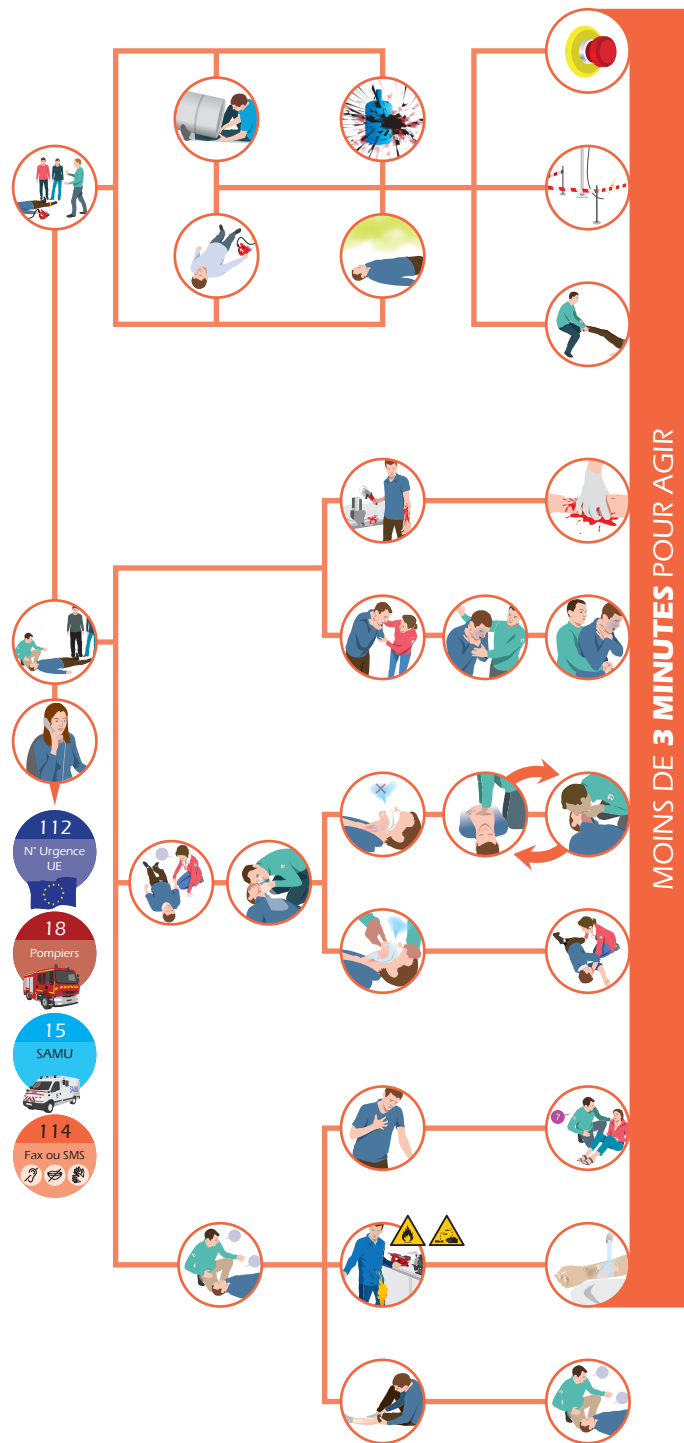 MOINS DE 3 MINUTES POUR AGIR
112
N° Urgence
UE
18
Pompiers
15
SAMU
114
Fax ou SMS
?